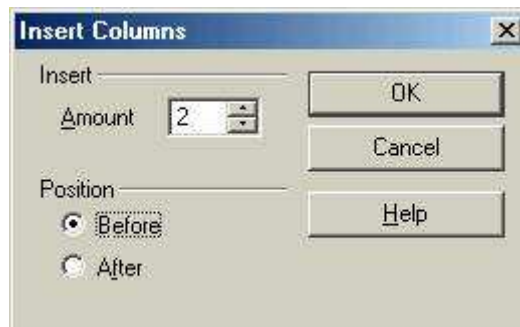 Insert Columns
Insert
Amount 2
OK
Cancel
Position
Before
After
Help